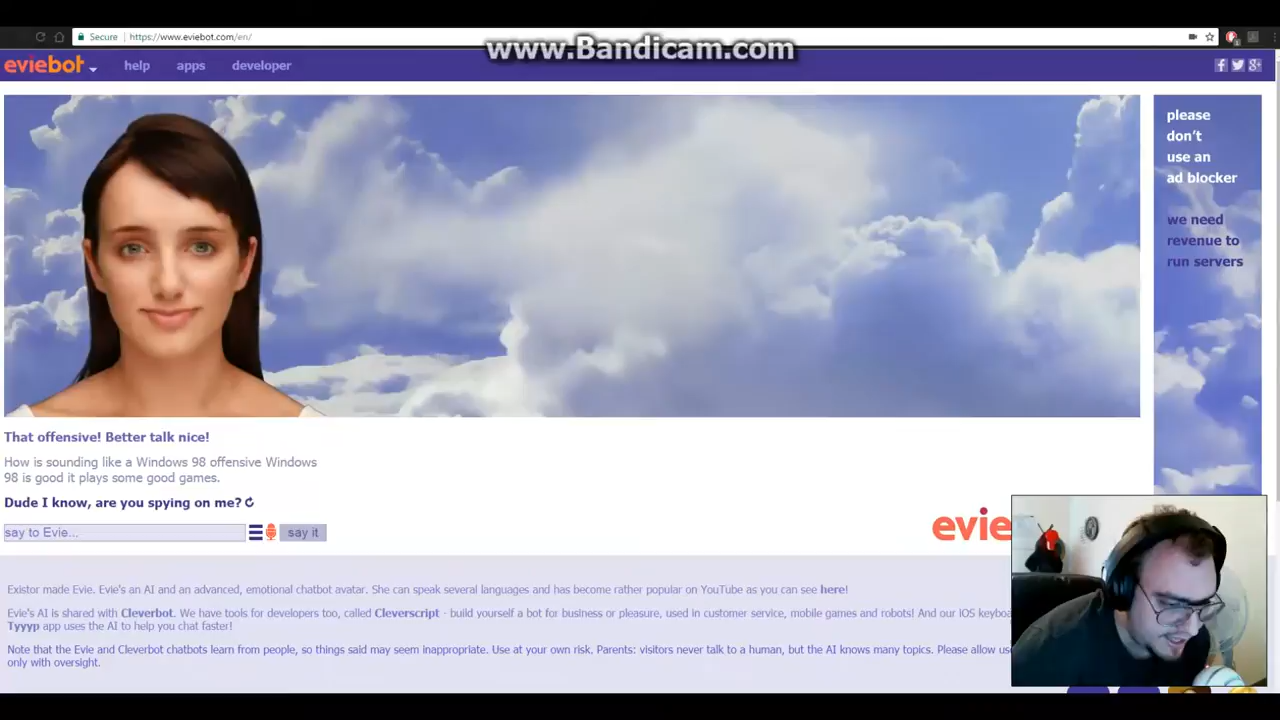 www.Bandicam.com
Secure
https://www.eviebot.com/en/
eviebot
help
apps
developer
please
don't
use an
ad blocker
we need
revenue to
run servers
That offensive! Better talk nice!
How is sounding like a Windows 98 offensive Windows
98 is good it plays some good games.
Dude I know, are you spying on me?
say to Evie...
say it
evie
Existor made Evie. Evie's an AI and an advanced, emotional chatbot avatar. She can speak several languages and has become rather popular on YouTube as you can see here!
Evie's AI is shared with Cleverbot. We have tools for developers too, called Cleverscript - build yourself a bot for business or pleasure, used in customer service, mobile games and robots! And our iOS
Tyyyp app uses the AI to help you chat faster!
Note that the Evie and Cleverbot chatbots learn from people, so things said may seem inappropriate. Use at your own risk. Parents: visitors never talk to a human, but the AI knows many topics. Please allow
only with oversight.